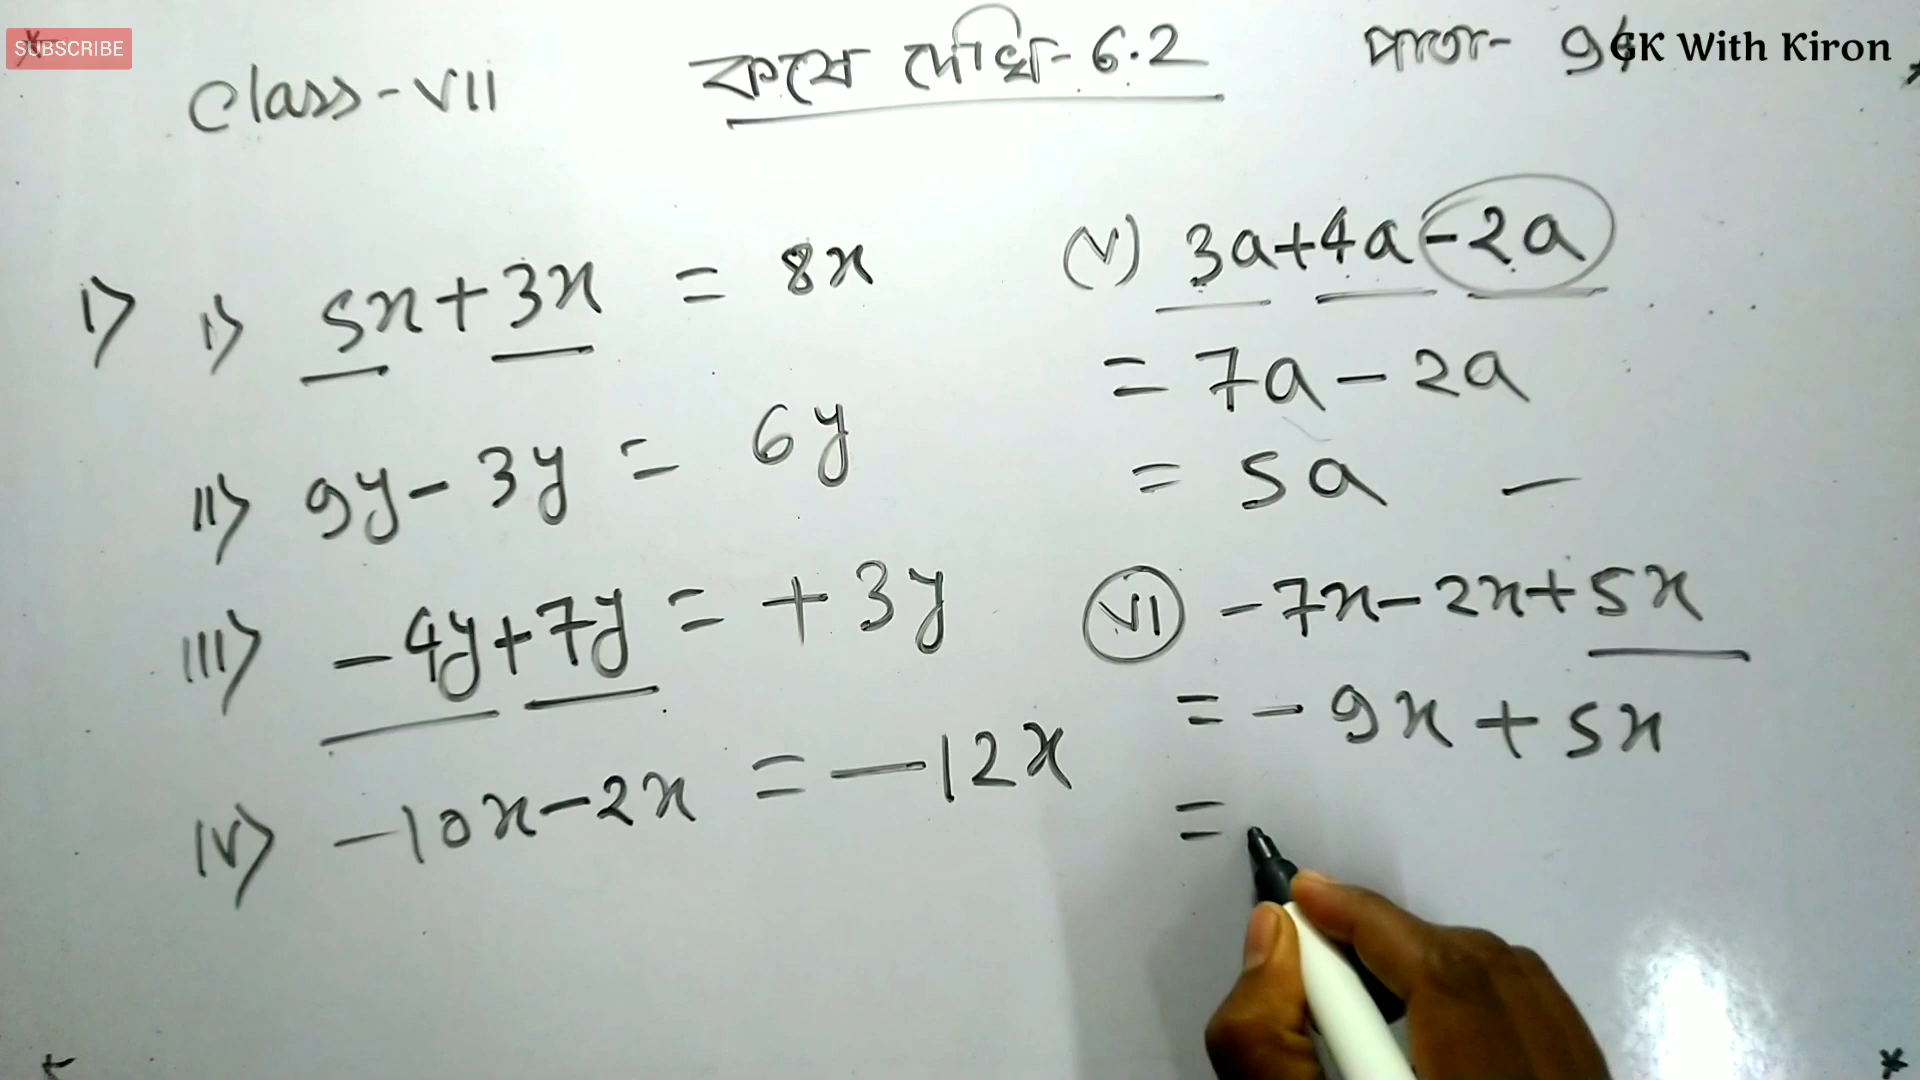 SUBSCRIBE
Class-VII কষে দেখি-6.2 পাতা- GK With Kiron
1> i> 5x+3x = 8x
ii> 9y-3y = 6y
iii> -4y+7y = +3y
iv> -10x-2x = -12x
(v) 3a+4a-2a
= 7a-2a
= 5a
(vi) -7x-2x+5x
= -9x+5x
=